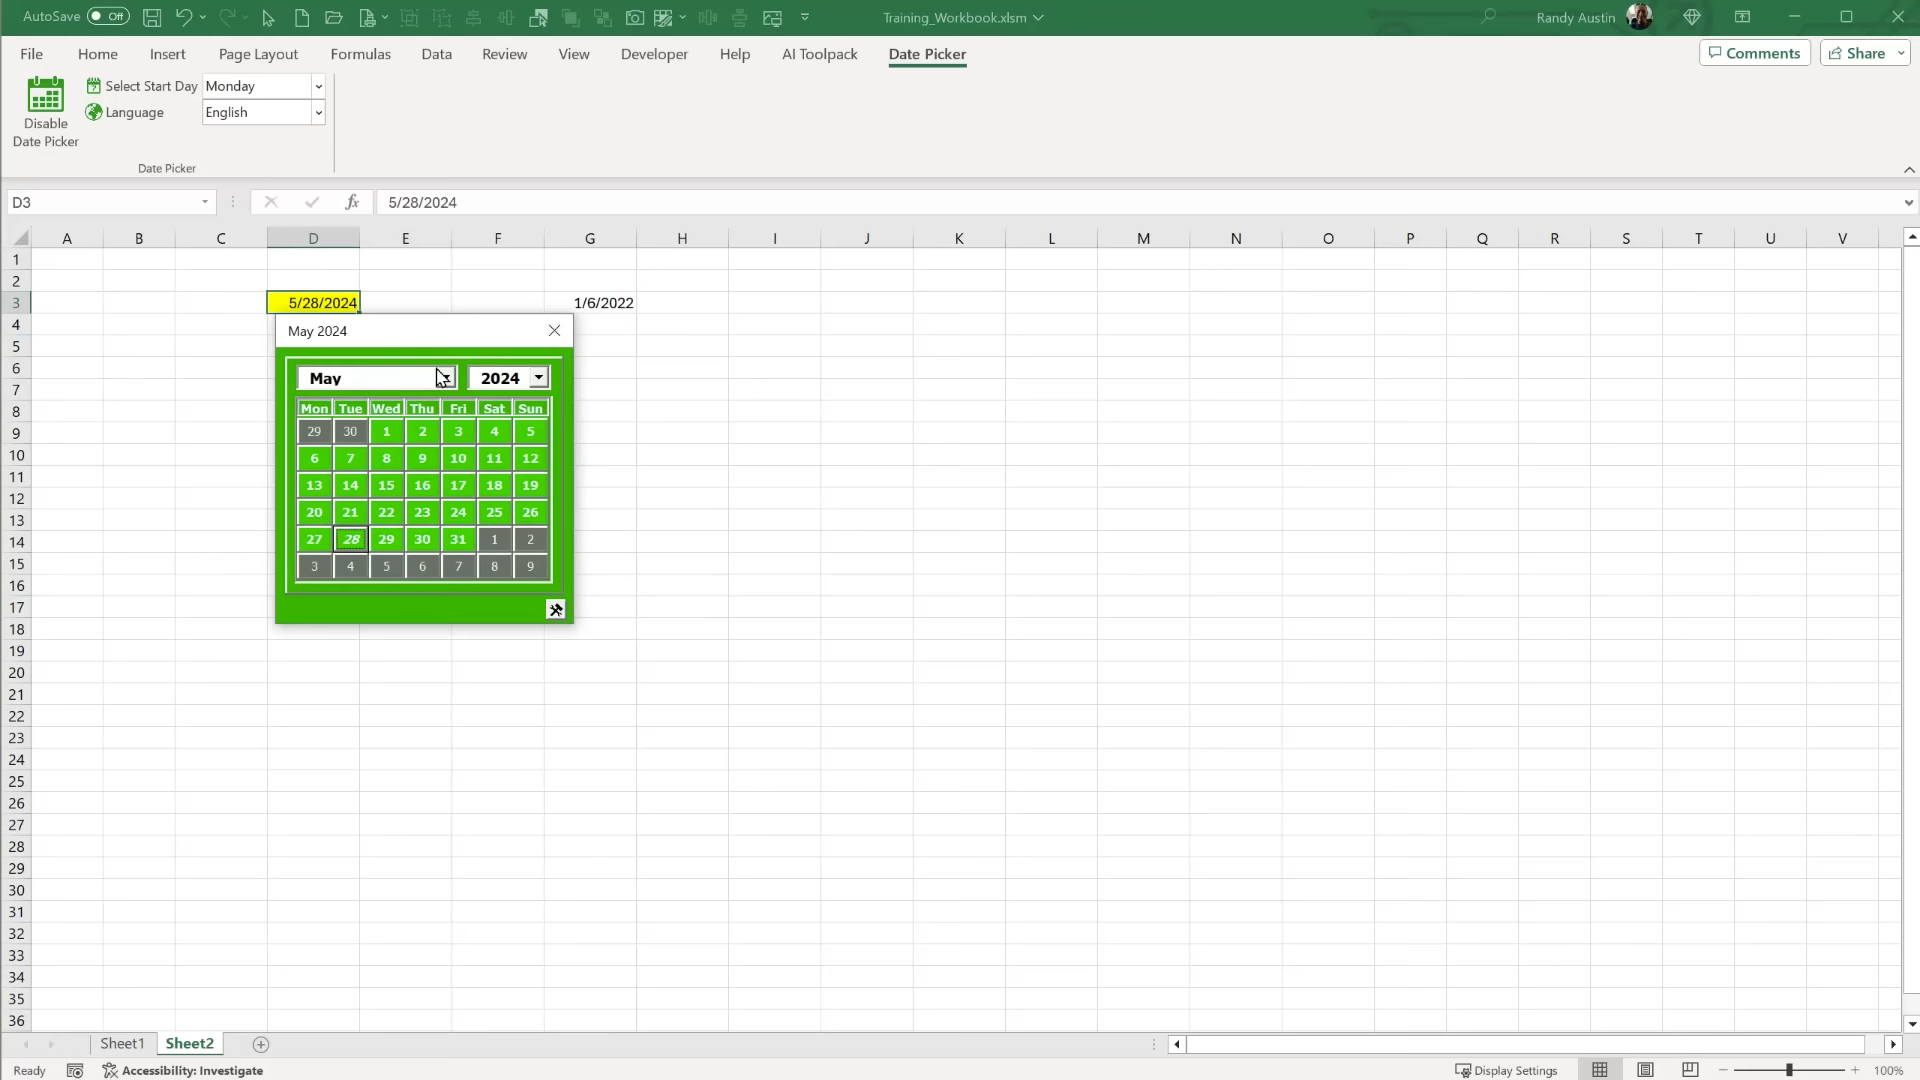 AutoSave Off Training_Workbook.xlsm Randy Austin
File Home Insert Page Layout Formulas Data Review View Developer Help AI Toolpack Date Picker Comments Share
Disable
Date Picker
Select Start Day Monday
Language English
Date Picker
D3 fx 5/28/2024
A B C D E F G H I J K L M N O P Q R S T U V
1
2
3 5/28/2024 1/6/2022
4
5
6
7
8
9
10
11
12
13
14
15
16
17
18
19
20
21
22
23
24
25
26
27
28
29
30
31
32
33
34
35
36
May 2024
May 2024
Mon Tue Wed Thu Fri Sat Sun
29 30 1 2 3 4 5
6 7 8 9 10 11 12
13 14 15 16 17 18 19
20 21 22 23 24 25 26
27 28 29 30 31 1 2
3 4 5 6 7 8 9
Sheet1 Sheet2
Ready Accessibility: Investigate Display Settings 100%